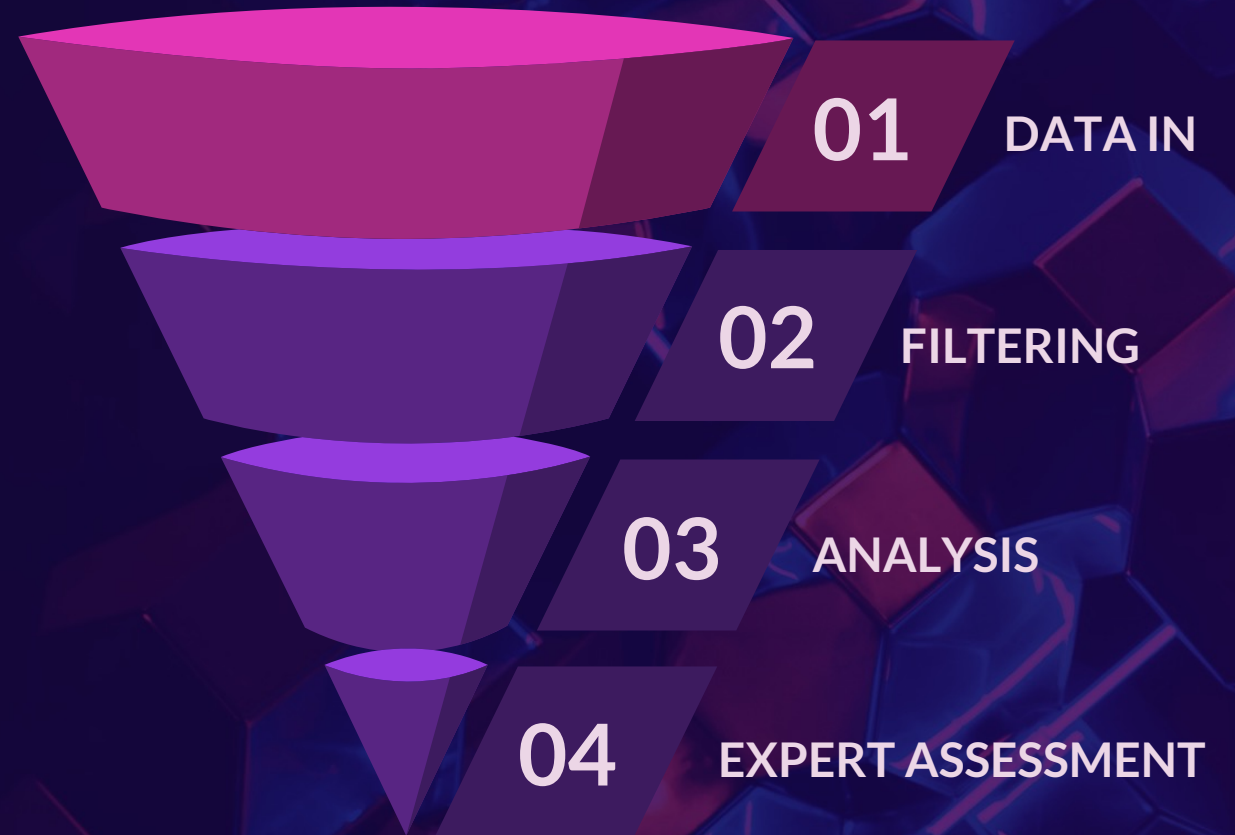 01
DATA IN
02
FILTERING
03
ANALYSIS
04
EXPERT ASSESSMENT